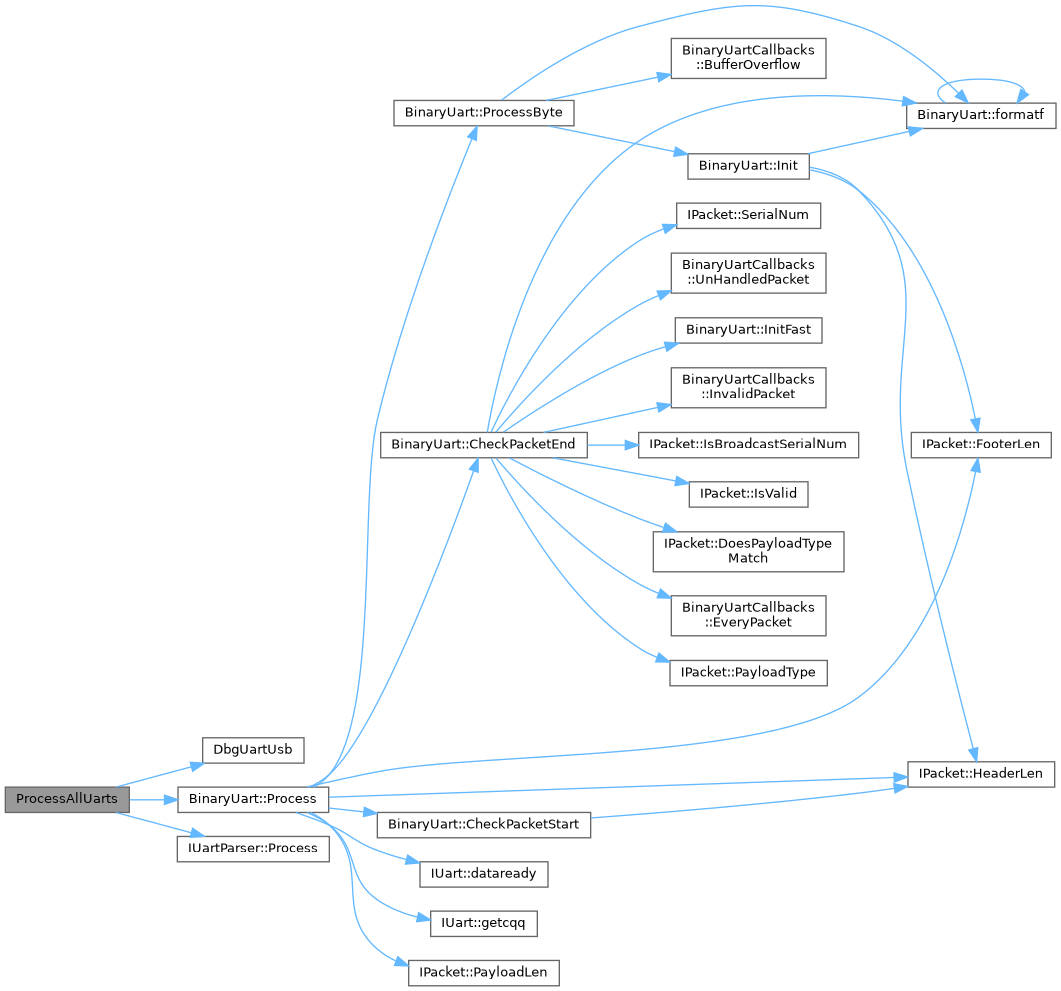 BinaryUartCallbacks
::BufferOverflow
BinaryUart::ProcessByte
BinaryUart::formatf
BinaryUart::Init
IPacket::SerialNum
BinaryUartCallbacks
::UnHandledPacket
BinaryUart::InitFast
BinaryUartCallbacks
::InvalidPacket
BinaryUart::CheckPacketEnd
IPacket::IsBroadcastSerialNum
IPacket::FooterLen
IPacket::IsValid
IPacket::DoesPayloadType
Match
BinaryUartCallbacks
::EveryPacket
IPacket::PayloadType
DbgUartUsb
IPacket::HeaderLen
ProcessAllUarts
BinaryUart::Process
BinaryUart::CheckPacketStart
IUartParser::Process
IUart::dataready
IUart::getcqq
IPacket::PayloadLen